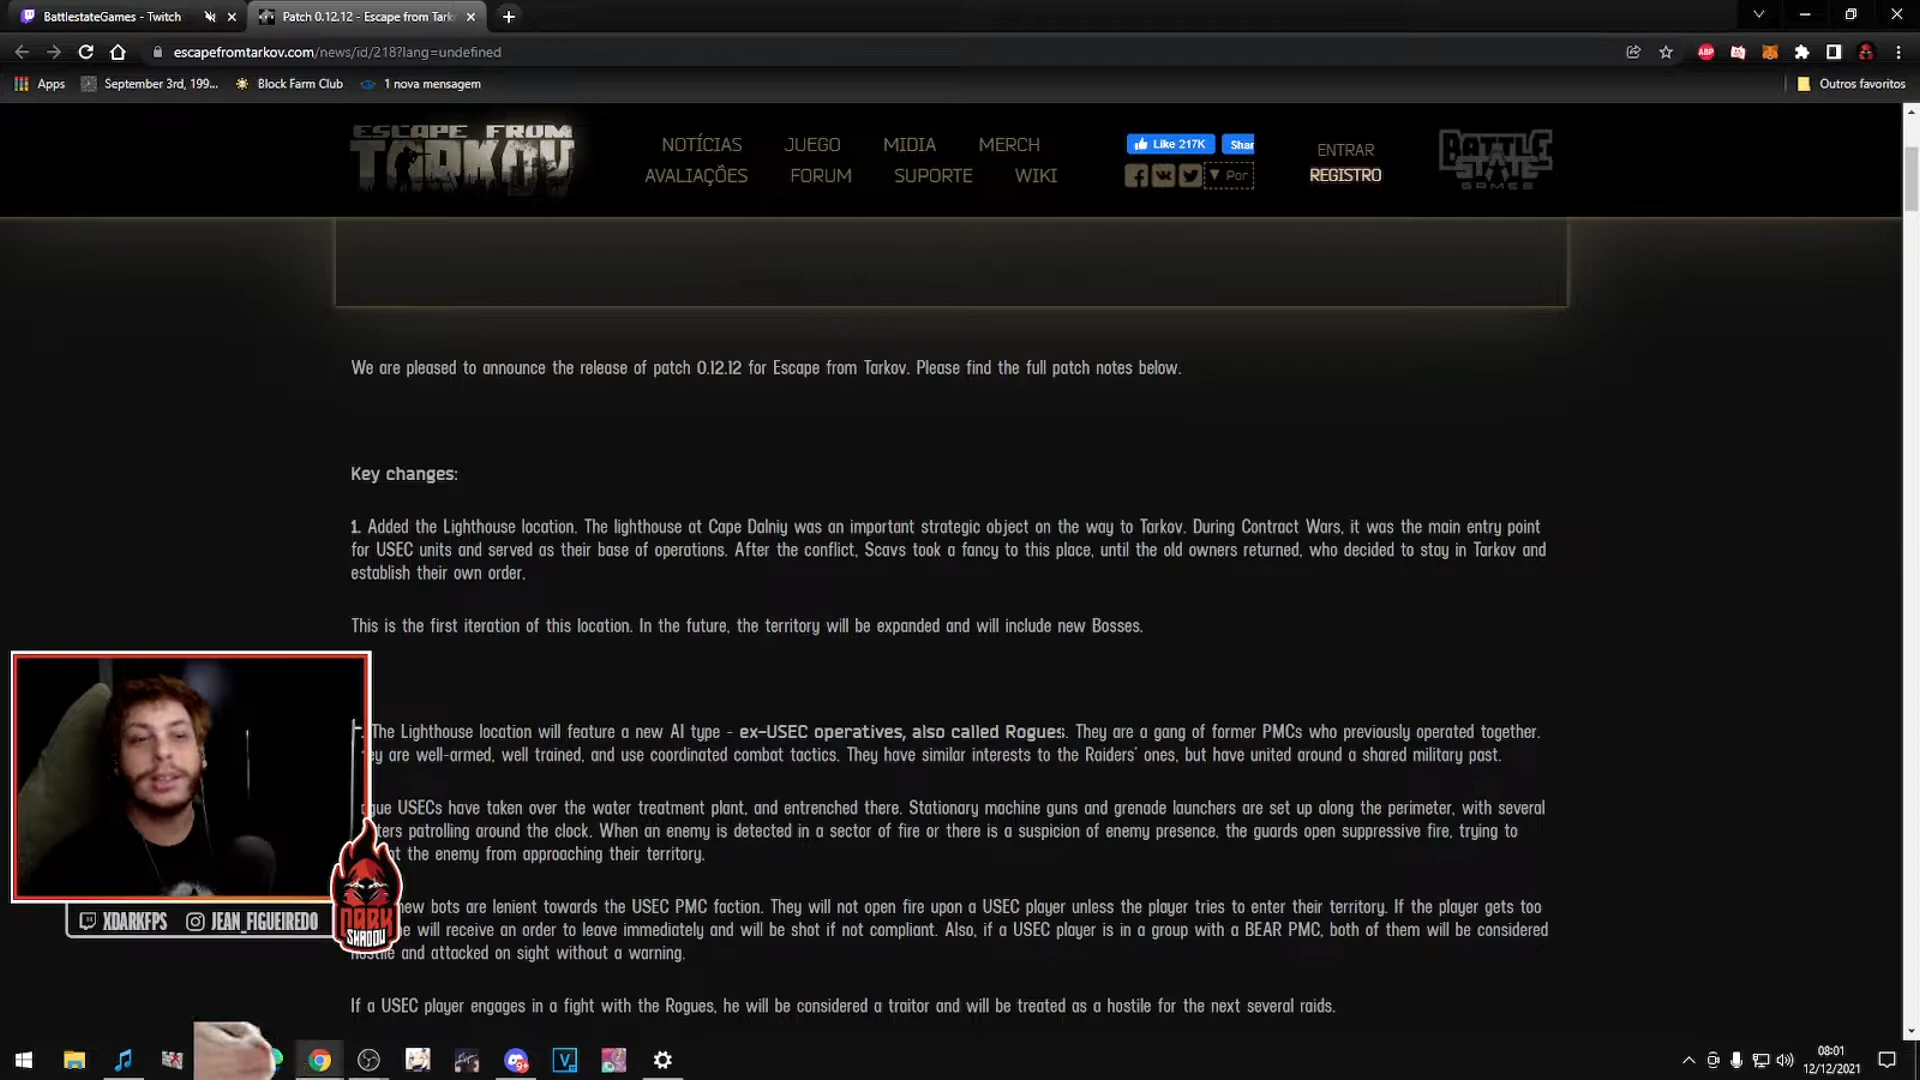 BattlestateGames - Twitch
Patch 0.12.12 - Escape from Tark
escapefromtarkov.com/news/id/218?lang=undefined
ABP
Apps
September 3rd, 199...
Block Farm Club
1 nova mensagem
Outros favoritos
ESCAPE FROM
TARKOV
NOTÍCIAS
JUEGO
MIDIA
MERCH
AVALIAÇÕES
FORUM
SUPORTE
WIKI
Like 217K
Shar
▼ Por
ENTRAR
REGISTRO
BATTLE
STATE
GAMES
We are pleased to announce the release of patch 0.12.12 for Escape from Tarkov. Please find the full patch notes below.
Key changes:
1. Added the Lighthouse location. The lighthouse at Cape Dalniy was an important strategic object on the way to Tarkov. During Contract Wars, it was the main entry point
for USEC units and served as their base of operations. After the conflict, Scavs took a fancy to this place, until the old owners returned, who decided to stay in Tarkov and
establish their own order.
This is the first iteration of this location. In the future, the territory will be expanded and will include new Bosses.
The Lighthouse location will feature a new AI type - ex-USEC operatives, also called Rogues. They are a gang of former PMCs who previously operated together.
ey are well-armed, well trained, and use coordinated combat tactics. They have similar interests to the Raiders' ones, but have united around a shared military past.
ogue USECs have taken over the water treatment plant, and entrenched there. Stationary machine guns and grenade launchers are set up along the perimeter, with several
ters patrolling around the clock. When an enemy is detected in a sector of fire or there is a suspicion of enemy presence, the guards open suppressive fire, trying to
t the enemy from approaching their territory.
new bots are lenient towards the USEC PMC faction. They will not open fire upon a USEC player unless the player tries to enter their territory. If the player gets too
e will receive an order to leave immediately and will be shot if not compliant. Also, if a USEC player is in a group with a BEAR PMC, both of them will be considered
hostile and attacked on sight without a warning.
If a USEC player engages in a fight with the Rogues, he will be considered a traitor and will be treated as a hostile for the next several raids.
XDARKFPS
JEAN_FIGUEIREDO
DARK
SHADOW
9+
08:01
12/12/2021